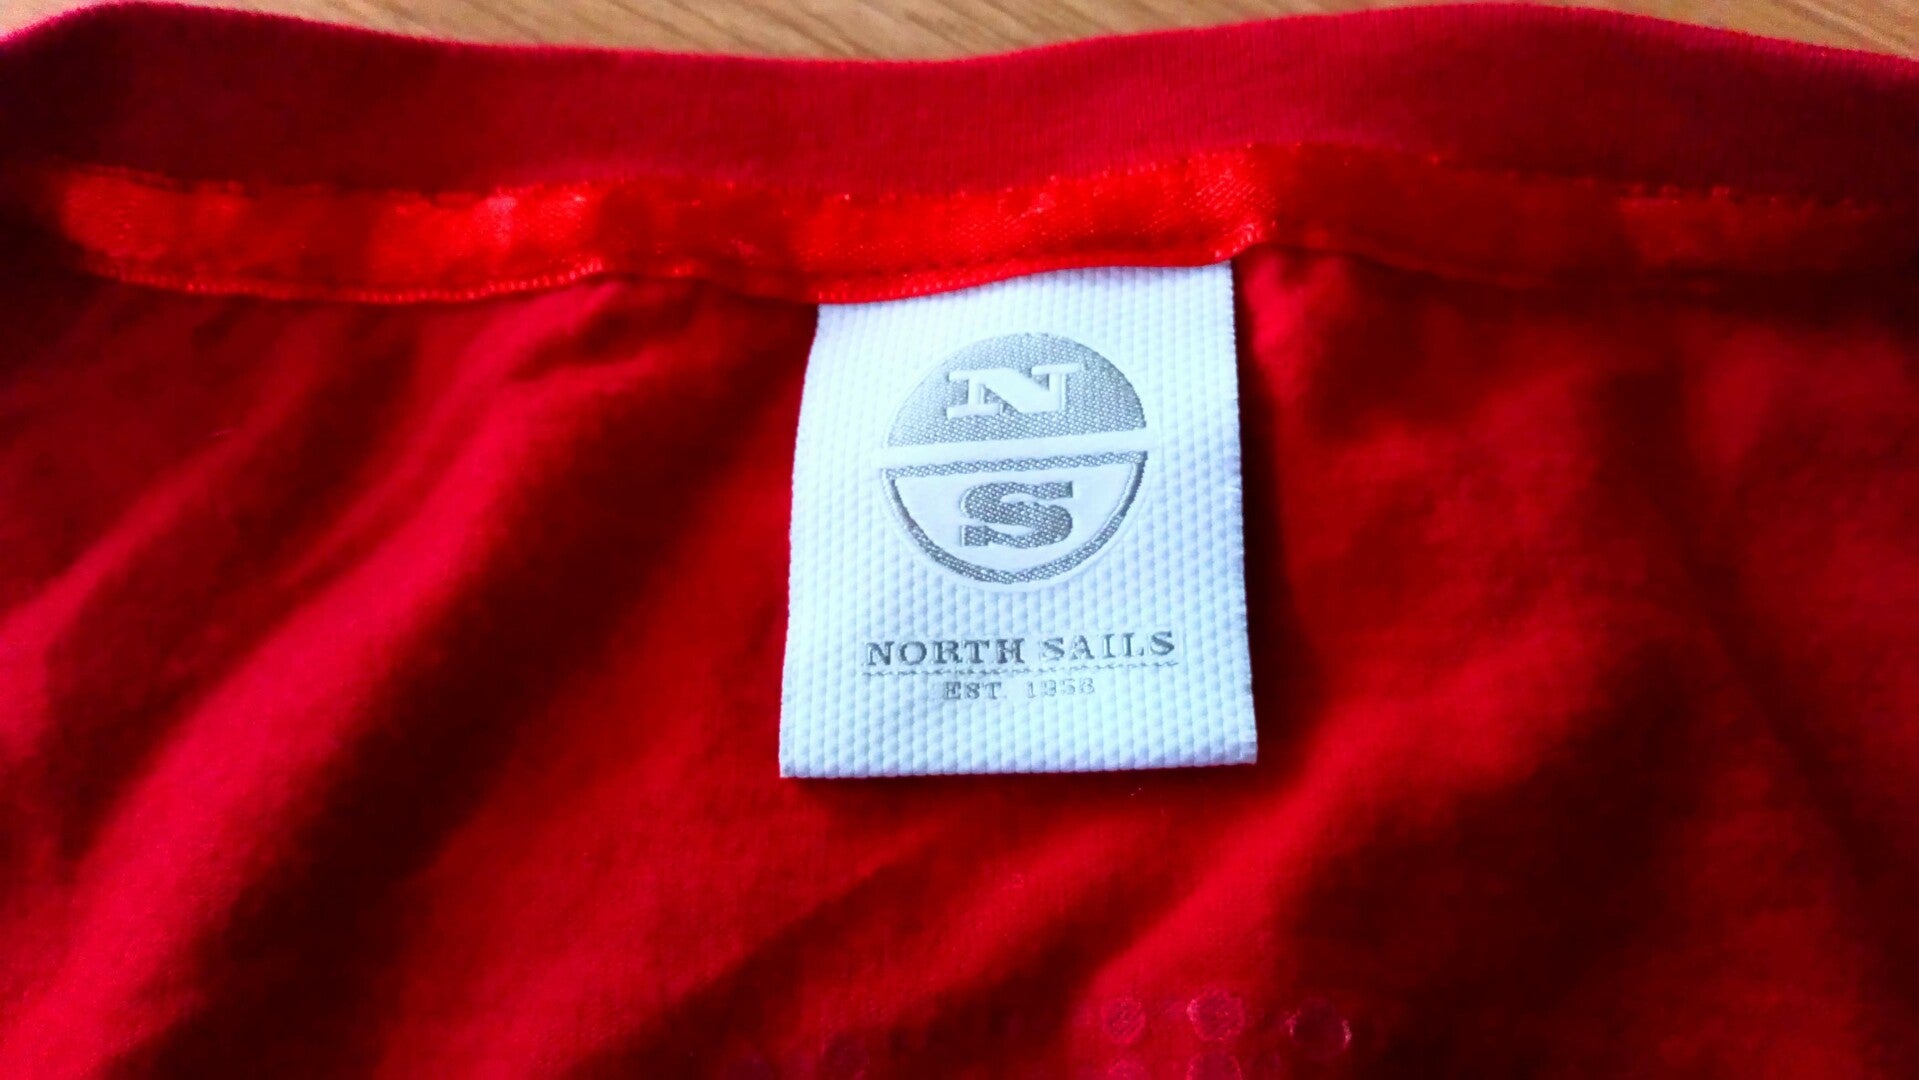 N
S
NORTH SAILS
EST. 1958